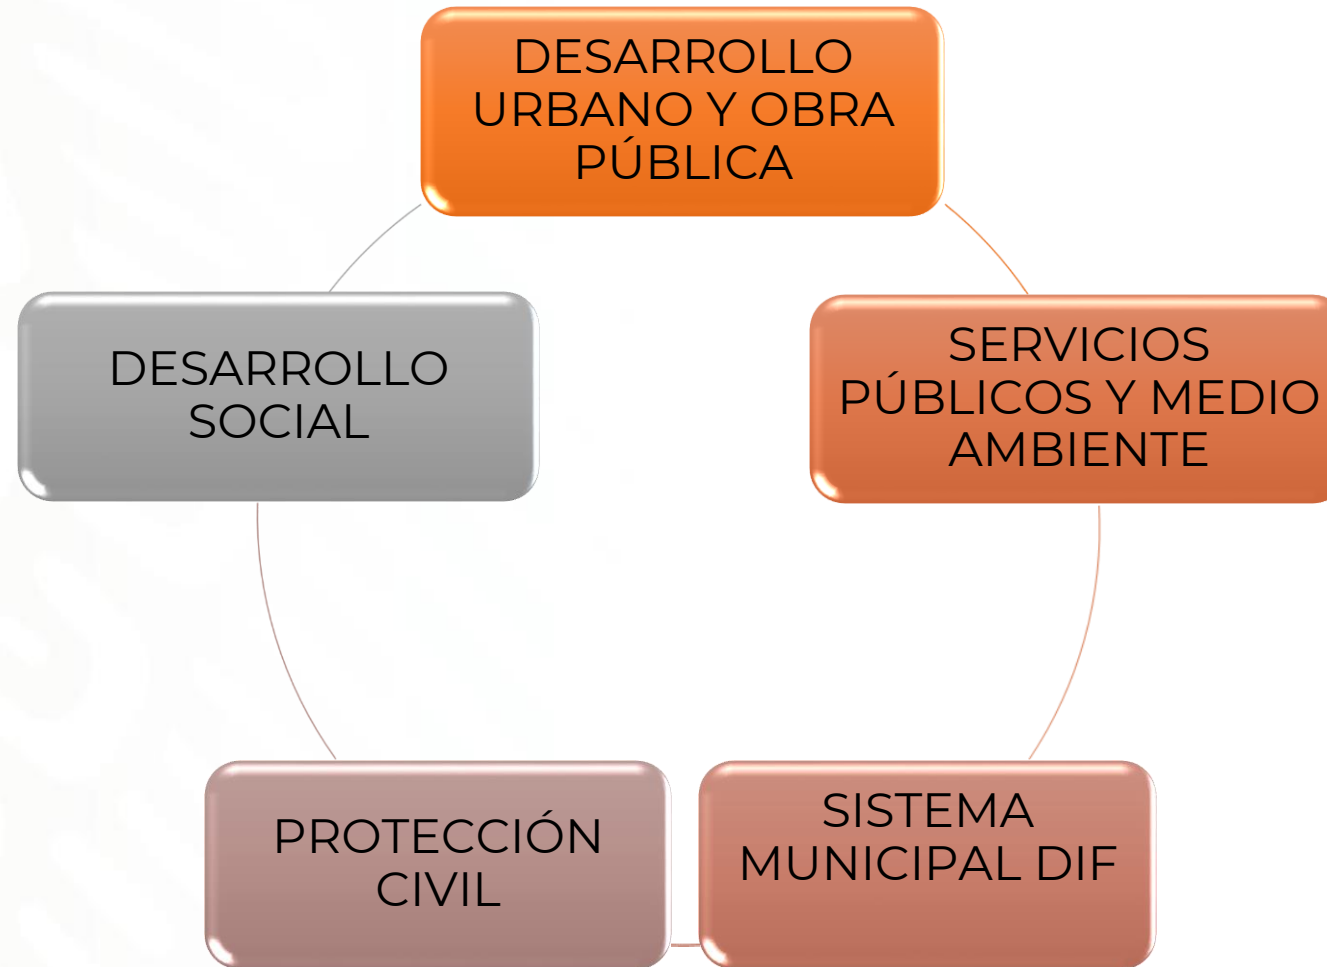 DESARROLLO
URBANO Y OBRA
PÚBLICA
DESARROLLO
SOCIAL
SERVICIOS
PÚBLICOS Y MEDIO
AMBIENTE
PROTECCIÓN
CIVIL
SISTEMA
MUNICIPAL DIF